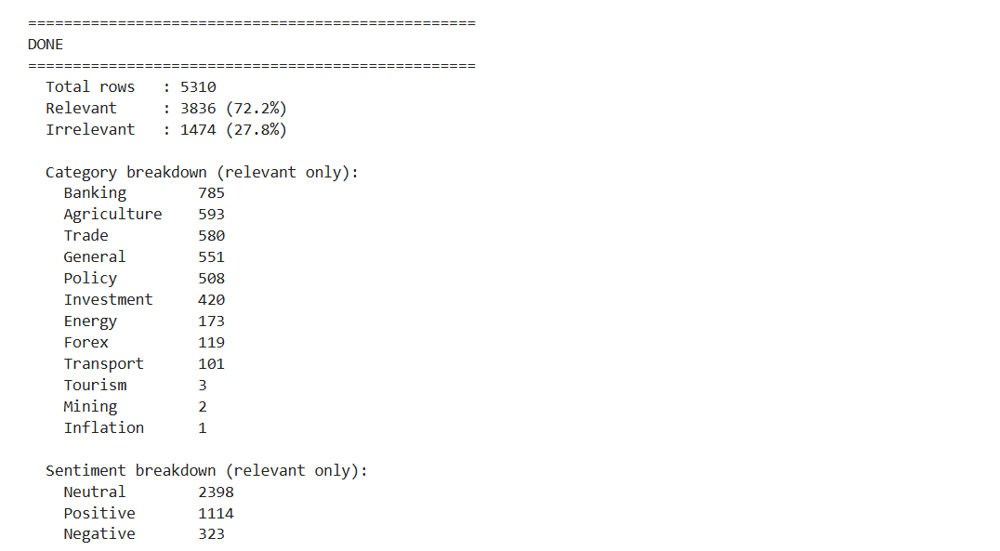 ==================================================
DONE
==================================================
  Total rows   : 5310
  Relevant     : 3836 (72.2%)
  Irrelevant   : 1474 (27.8%)

  Category breakdown (relevant only):
    Banking        785
    Agriculture    593
    Trade          580
    General        551
    Policy         508
    Investment     420
    Energy         173
    Forex          119
    Transport      101
    Tourism        3
    Mining         2
    Inflation      1

  Sentiment breakdown (relevant only):
    Neutral        2398
    Positive       1114
    Negative       323